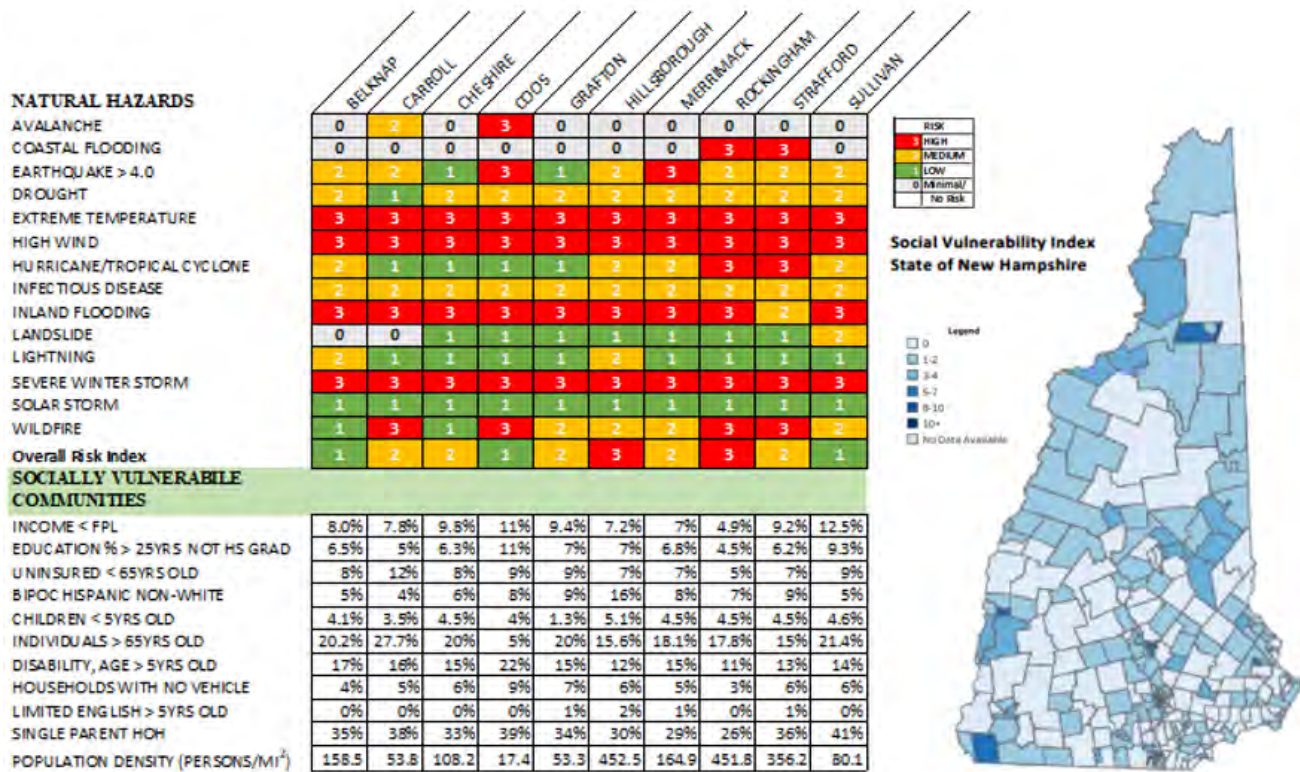 BELKNAP CARROLL CHESHIRE COOS GRAFTON HILLSBOROUGH MERRIMACK ROCKINGHAM STRAFFORD SULLIVAN
NATURAL HAZARDS
AVALANCHE 0 2 0 3 0 0 0 0 0 0
COASTAL FLOODING 0 0 0 0 0 0 0 3 3 0
EARTHQUAKE > 4.0 2 2 1 3 1 2 3 2 2 2
DROUGHT 2 1 2 2 2 2 2 2 2 2
EXTREME TEMPERATURE 3 3 3 3 3 3 3 3 3 3
HIGH WIND 3 3 3 3 3 3 3 3 3 3
HURRICANE/TROPICAL CYCLONE 2 1 1 1 1 2 2 3 3 2
INFECTIOUS DISEASE 2 2 2 2 2 2 2 2 2 2
INLAND FLOODING 3 3 3 3 3 3 3 3 2 3
LANDSLIDE 0 0 1 1 1 1 1 1 1 2
LIGHTNING 2 1 1 1 1 2 1 1 1 1
SEVERE WINTER STORM 3 3 3 3 3 3 3 3 3 3
SOLAR STORM 1 1 1 1 1 1 1 1 1 1
WILDFIRE 1 3 1 3 2 2 2 3 3 2
Overall Risk Index 1 2 2 1 2 3 2 3 2 1
SOCIALLY VULNERABILE
COMMUNITIES
INCOME < FPL 8.0% 7.8% 9.8% 11% 9.4% 7.2% 7% 4.9% 9.2% 12.5%
EDUCATION % > 25YRS NOT HS GRAD 6.5% 5% 6.3% 11% 7% 7% 6.8% 4.5% 6.2% 9.3%
UNINSURED < 65YRS OLD 8% 12% 8% 9% 9% 7% 7% 5% 7% 9%
BIPOC HISPANIC NON-WHITE 5% 4% 6% 8% 9% 16% 8% 7% 9% 5%
CHILDREN < 5YRS OLD 4.1% 3.5% 4.5% 4% 1.3% 5.1% 4.5% 4.5% 4.5% 4.6%
INDIVIDUALS > 65YRS OLD 20.2% 27.7% 20% 5% 20% 15.6% 18.1% 17.8% 15% 21.4%
DISABILITY, AGE > 5YRS OLD 17% 16% 15% 22% 15% 12% 15% 11% 13% 14%
HOUSEHOLDS WITH NO VEHICLE 4% 5% 6% 9% 7% 6% 5% 3% 6% 6%
LIMITED ENGLISH > 5YRS OLD 0% 0% 0% 0% 1% 2% 1% 0% 1% 0%
SINGLE PARENT HOH 35% 38% 33% 39% 34% 30% 29% 26% 36% 41%
POPULATION DENSITY (PERSONS/MI²) 158.5 53.8 108.2 17.4 53.3 452.5 164.9 451.8 356.2 80.1
RISK
3 HIGH
2 MEDIUM
1 LOW
0 Minimal/
No Risk
Social Vulnerability Index
State of New Hampshire
Legend
0
1-2
3-4
5-7
8-10
10+
No Data Available